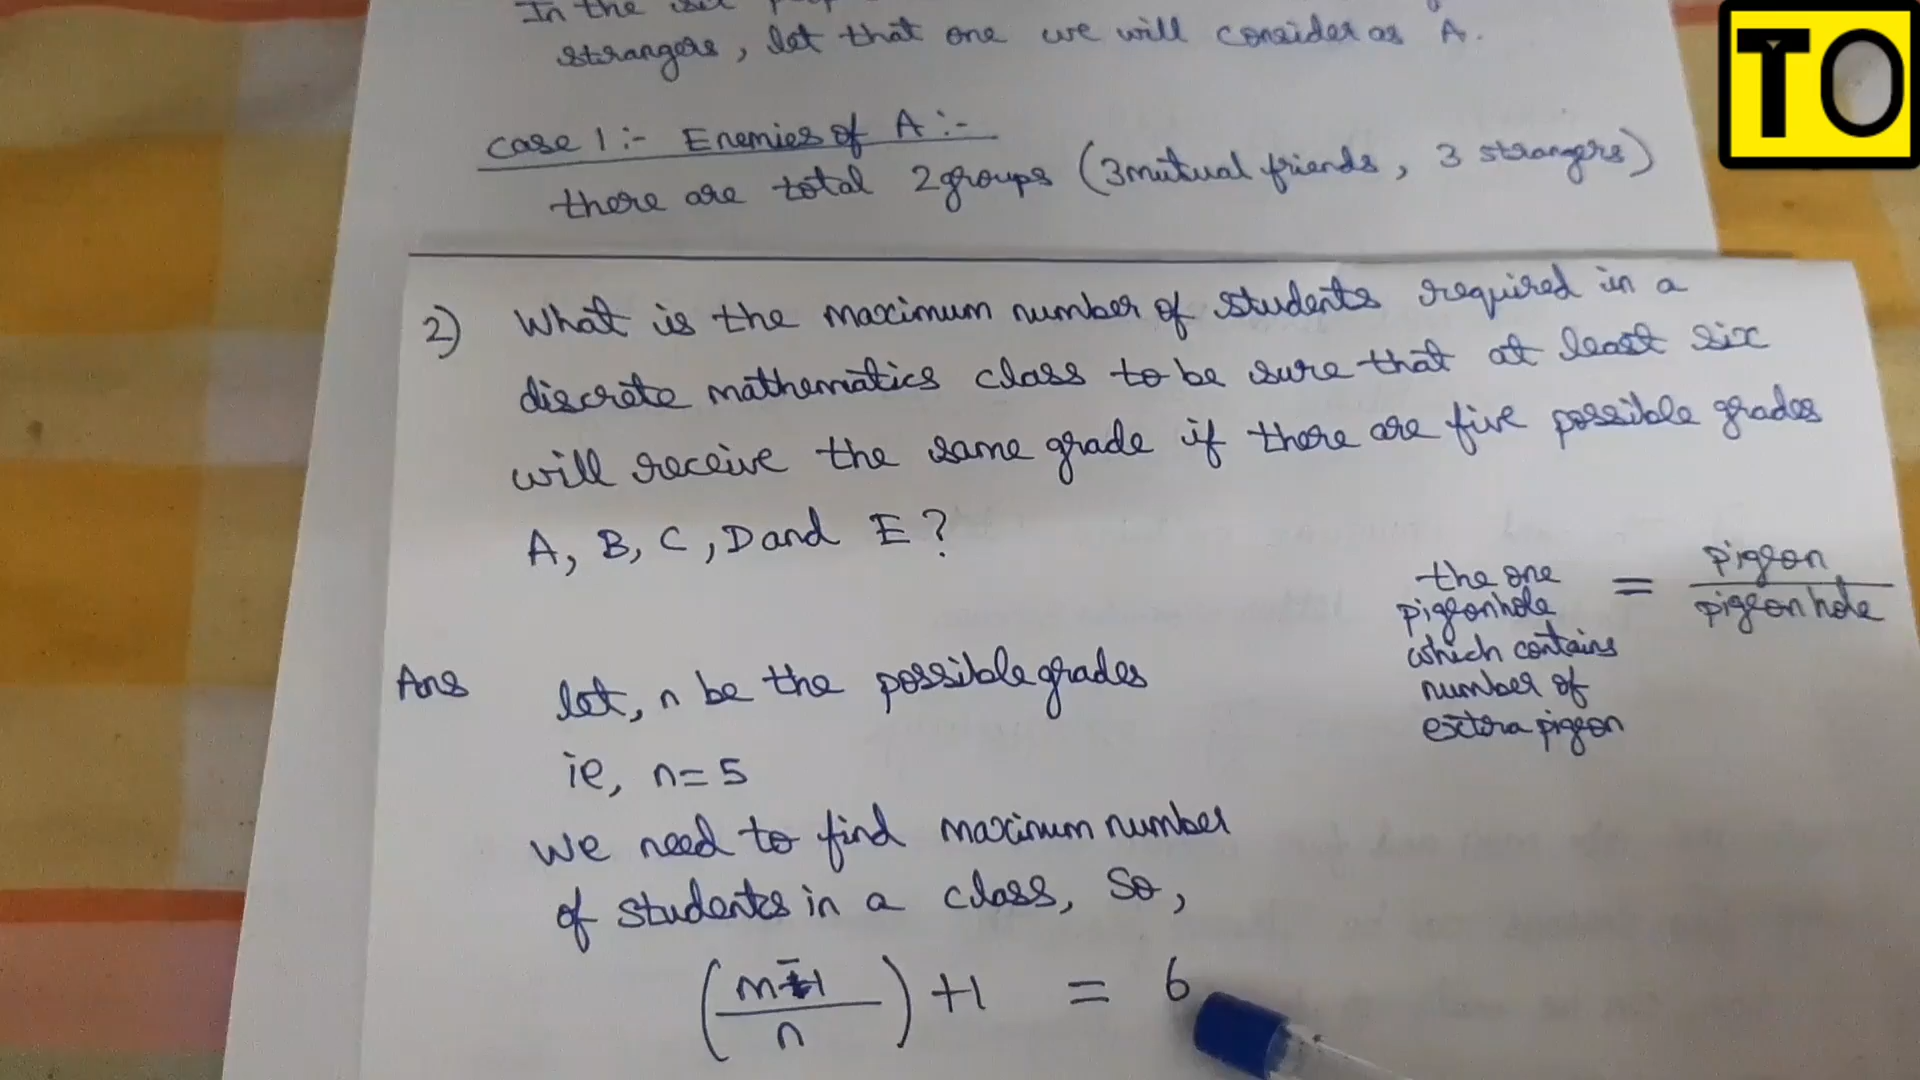 In the
strangers, let that one we will consider as A.
case 1:- Enemies of A:-
there are total 2 groups (3 mutual friends, 3 strangers)
2) What is the maximum number of students required in a
discrete mathematics class to be sure that at least six
will receive the same grade if there are five possible grades
A, B, C, D and E?
the one pigeonhole which contains number of extra pigeon = pigeon / pigeonhole
Ans let, n be the possible grades
ie, n=5
we need to find maximum number
of students in a class, so,
(m-1 / n) +1 = 6
TO